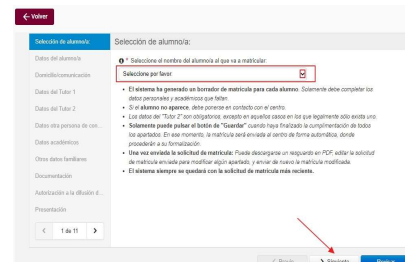 ← Volver
Selección de alumno/a
Datos del alumno/a
Domicilio/comunicación
Datos del Tutor 1
Datos del Tutor 2
Datos otra persona de con...
Datos académicos
Otros datos familiares
Documentación
Autorización a la difusión d...
Presentación
1 de 11
Selección de alumno/a:
* Seleccione el nombre del alumno/a al que va a matricular:
Seleccione por favor
• El sistema ha generado un borrador de matrícula para cada alumno. Solamente debe completar los
datos personales y académicos que faltan.
• Si el alumno no aparece, debe ponerse en contacto con el centro.
• Los datos del "Tutor 2" son obligatorios, excepto en aquellos casos en los que legalmente sólo exista uno.
• Solamente puede pulsar el botón de "Guardar" cuando haya finalizado la cumplimentación de todos
los apartados. En ese momento, la matrícula será enviada al centro de forma automática, donde
procederán a su formalización.
• Una vez enviada la solicitud de matrícula: Puede descargarse un resguardo en PDF, editar la solicitud
de matrícula enviada para modificar algún apartado, y enviar de nuevo la matrícula modificada.
• El sistema siempre se quedará con la solicitud de matrícula más reciente.
Siguiente